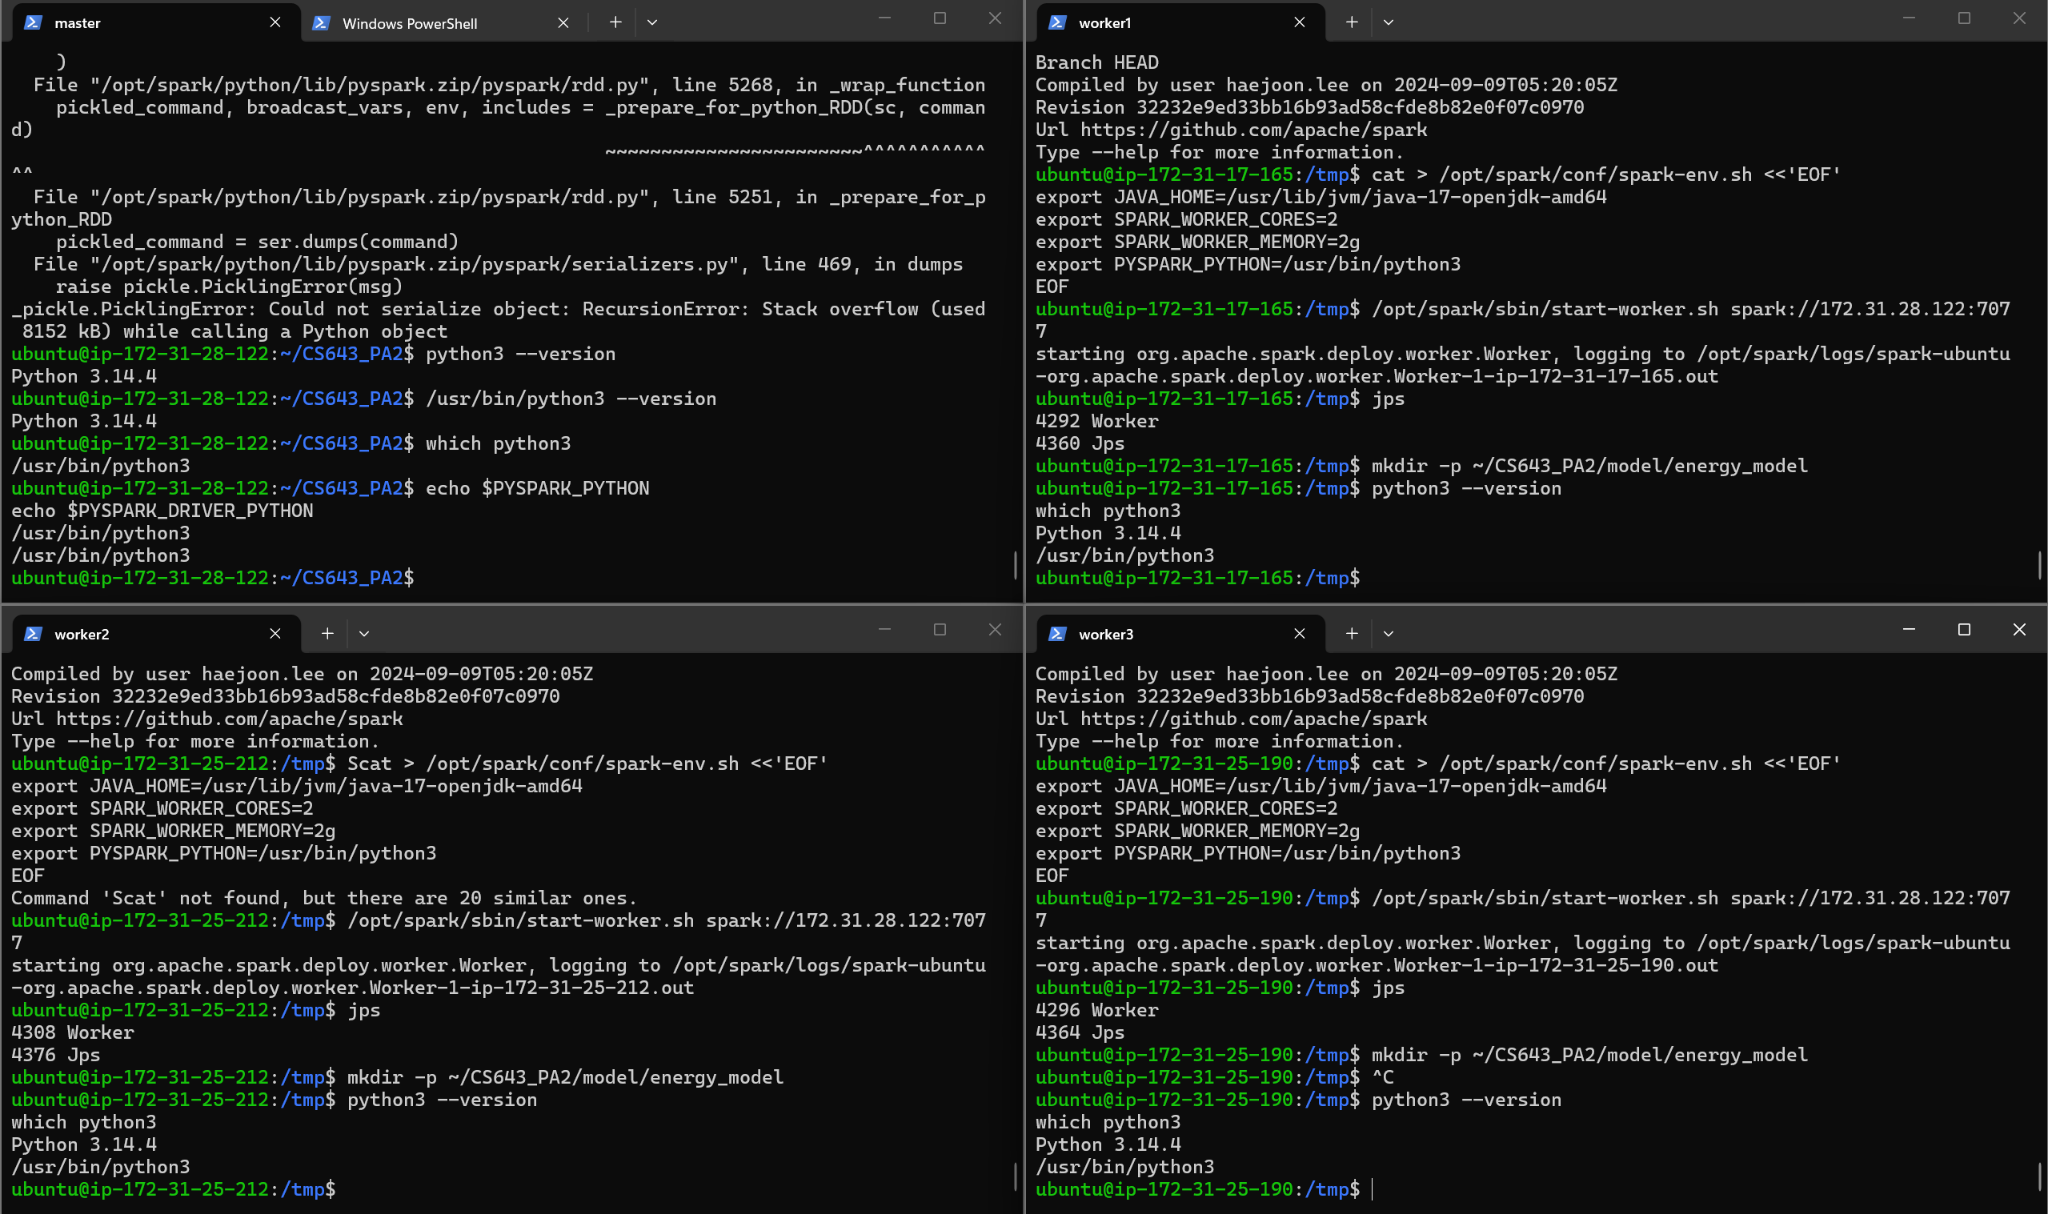 master
Windows PowerShell
    )
  File "/opt/spark/python/lib/pyspark.zip/pyspark/rdd.py", line 5268, in _wrap_function
    pickled_command, broadcast_vars, env, includes = _prepare_for_python_RDD(sc, comman
d)
                                                     ~~~~~~~~~~~~~~~~~~~~~~~^^^^^^^^^^^
^^
  File "/opt/spark/python/lib/pyspark.zip/pyspark/rdd.py", line 5251, in _prepare_for_p
ython_RDD
    pickled_command = ser.dumps(command)
  File "/opt/spark/python/lib/pyspark.zip/pyspark/serializers.py", line 469, in dumps
    raise pickle.PicklingError(msg)
_pickle.PicklingError: Could not serialize object: RecursionError: Stack overflow (used
 8152 kB) while calling a Python object
ubuntu@ip-172-31-28-122:~/CS643_PA2$ python3 --version
Python 3.14.4
ubuntu@ip-172-31-28-122:~/CS643_PA2$ /usr/bin/python3 --version
Python 3.14.4
ubuntu@ip-172-31-28-122:~/CS643_PA2$ which python3
/usr/bin/python3
ubuntu@ip-172-31-28-122:~/CS643_PA2$ echo $PYSPARK_PYTHON
echo $PYSPARK_DRIVER_PYTHON
/usr/bin/python3
/usr/bin/python3
ubuntu@ip-172-31-28-122:~/CS643_PA2$
worker1
Branch HEAD
Compiled by user haejoon.lee on 2024-09-09T05:20:05Z
Revision 32232e9ed33bb16b93ad58cfde8b82e0f07c0970
Url https://github.com/apache/spark
Type --help for more information.
ubuntu@ip-172-31-17-165:/tmp$ cat > /opt/spark/conf/spark-env.sh <<'EOF'
export JAVA_HOME=/usr/lib/jvm/java-17-openjdk-amd64
export SPARK_WORKER_CORES=2
export SPARK_WORKER_MEMORY=2g
export PYSPARK_PYTHON=/usr/bin/python3
EOF
ubuntu@ip-172-31-17-165:/tmp$ /opt/spark/sbin/start-worker.sh spark://172.31.28.122:707
7
starting org.apache.spark.deploy.worker.Worker, logging to /opt/spark/logs/spark-ubuntu
-org.apache.spark.deploy.worker.Worker-1-ip-172-31-17-165.out
ubuntu@ip-172-31-17-165:/tmp$ jps
4292 Worker
4360 Jps
ubuntu@ip-172-31-17-165:/tmp$ mkdir -p ~/CS643_PA2/model/energy_model
ubuntu@ip-172-31-17-165:/tmp$ python3 --version
which python3
Python 3.14.4
/usr/bin/python3
ubuntu@ip-172-31-17-165:/tmp$
worker2
Compiled by user haejoon.lee on 2024-09-09T05:20:05Z
Revision 32232e9ed33bb16b93ad58cfde8b82e0f07c0970
Url https://github.com/apache/spark
Type --help for more information.
ubuntu@ip-172-31-25-212:/tmp$ Scat > /opt/spark/conf/spark-env.sh <<'EOF'
export JAVA_HOME=/usr/lib/jvm/java-17-openjdk-amd64
export SPARK_WORKER_CORES=2
export SPARK_WORKER_MEMORY=2g
export PYSPARK_PYTHON=/usr/bin/python3
EOF
Command 'Scat' not found, but there are 20 similar ones.
ubuntu@ip-172-31-25-212:/tmp$ /opt/spark/sbin/start-worker.sh spark://172.31.28.122:707
7
starting org.apache.spark.deploy.worker.Worker, logging to /opt/spark/logs/spark-ubuntu
-org.apache.spark.deploy.worker.Worker-1-ip-172-31-25-212.out
ubuntu@ip-172-31-25-212:/tmp$ jps
4308 Worker
4376 Jps
ubuntu@ip-172-31-25-212:/tmp$ mkdir -p ~/CS643_PA2/model/energy_model
ubuntu@ip-172-31-25-212:/tmp$ python3 --version
which python3
Python 3.14.4
/usr/bin/python3
ubuntu@ip-172-31-25-212:/tmp$
worker3
Compiled by user haejoon.lee on 2024-09-09T05:20:05Z
Revision 32232e9ed33bb16b93ad58cfde8b82e0f07c0970
Url https://github.com/apache/spark
Type --help for more information.
ubuntu@ip-172-31-25-190:/tmp$ cat > /opt/spark/conf/spark-env.sh <<'EOF'
export JAVA_HOME=/usr/lib/jvm/java-17-openjdk-amd64
export SPARK_WORKER_CORES=2
export SPARK_WORKER_MEMORY=2g
export PYSPARK_PYTHON=/usr/bin/python3
EOF
ubuntu@ip-172-31-25-190:/tmp$ /opt/spark/sbin/start-worker.sh spark://172.31.28.122:707
7
starting org.apache.spark.deploy.worker.Worker, logging to /opt/spark/logs/spark-ubuntu
-org.apache.spark.deploy.worker.Worker-1-ip-172-31-25-190.out
ubuntu@ip-172-31-25-190:/tmp$ jps
4296 Worker
4364 Jps
ubuntu@ip-172-31-25-190:/tmp$ mkdir -p ~/CS643_PA2/model/energy_model
ubuntu@ip-172-31-25-190:/tmp$ ^C
ubuntu@ip-172-31-25-190:/tmp$ python3 --version
which python3
Python 3.14.4
/usr/bin/python3
ubuntu@ip-172-31-25-190:/tmp$